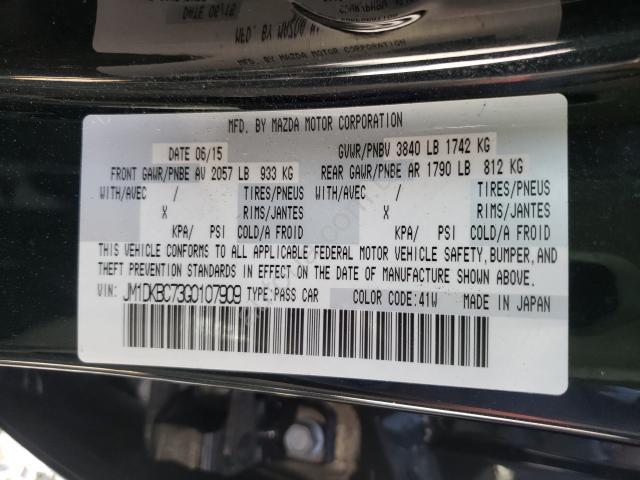 MFD. BY MAZDA MOTOR CORPORATION
DATE 06/15 GVWR/PNBV 3840 LB 1742 KG
FRONT GAWR/PNBE AV 2057 LB 933 KG REAR GAWR/PNBE AR 1790 LB 812 KG
WITH/AVEC / TIRES/PNEUS WITH/AVEC / TIRES/PNEUS
X RIMS/JANTES X RIMS/JANTES
KPA/ PSI COLD/A FROID KPA/ PSI COLD/A FROID
THIS VEHICLE CONFORMS TO ALL APPLICABLE FEDERAL MOTOR VEHICLE SAFETY, BUMPER, AND
THEFT PREVENTION STANDARDS IN EFFECT ON THE DATE OF MANUFACTURE SHOWN ABOVE.
VIN: JM1DKBC73G0107909 TYPE:PASS CAR COLOR CODE:41W MADE IN JAPAN